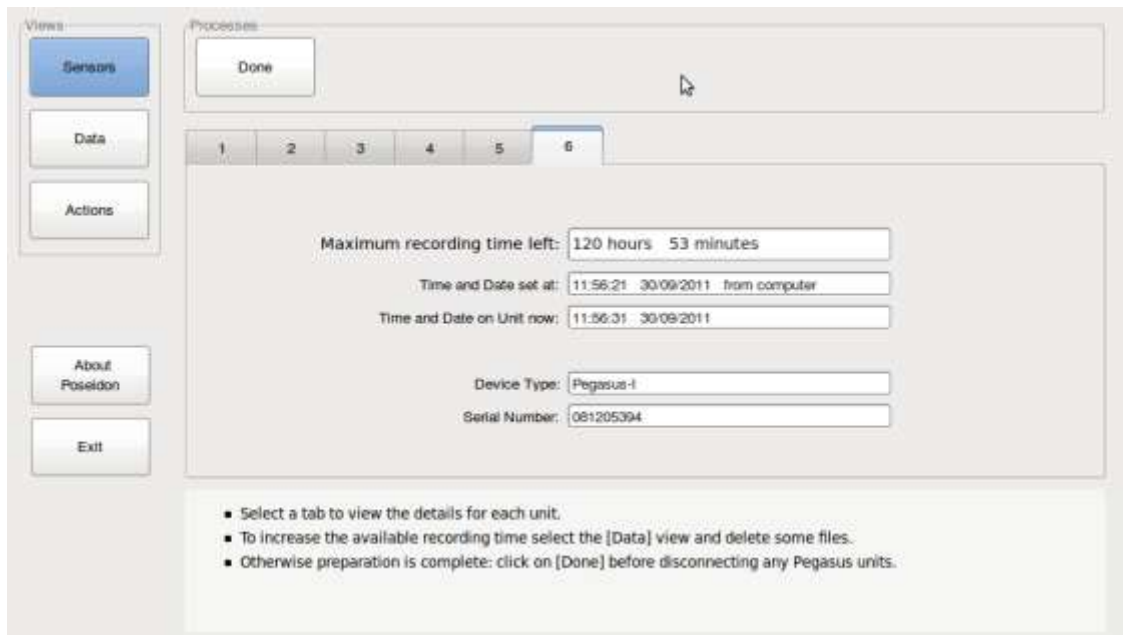 Views
Processes
Sensors
Done
Data
1 2 3 4 5 6
Actions
Maximum recording time left: 120 hours 53 minutes
Time and Date set at: 11:56:21 30/09/2011 from computer
Time and Date on Unit now: 11:56:31 30/09/2011
About
Poseidon
Device Type: Pegasus-I
Serial Number: 081205394
Exit
▪ Select a tab to view the details for each unit.
▪ To increase the available recording time select the [Data] view and delete some files.
▪ Otherwise preparation is complete: click on [Done] before disconnecting any Pegasus units.